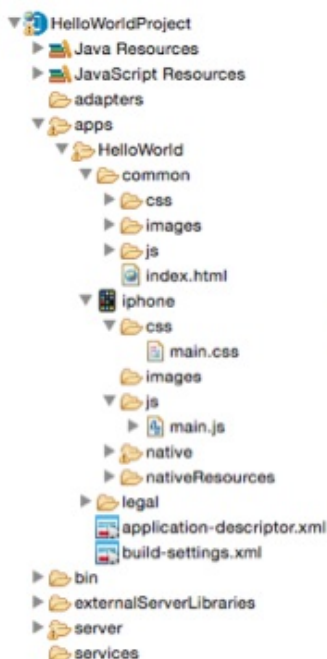 HelloWorldProject
Java Resources
JavaScript Resources
adapters
apps
HelloWorld
common
css
images
js
index.html
iphone
css
main.css
images
js
main.js
native
nativeResources
legal
application-descriptor.xml
build-settings.xml
bin
externalServerLibraries
server
services